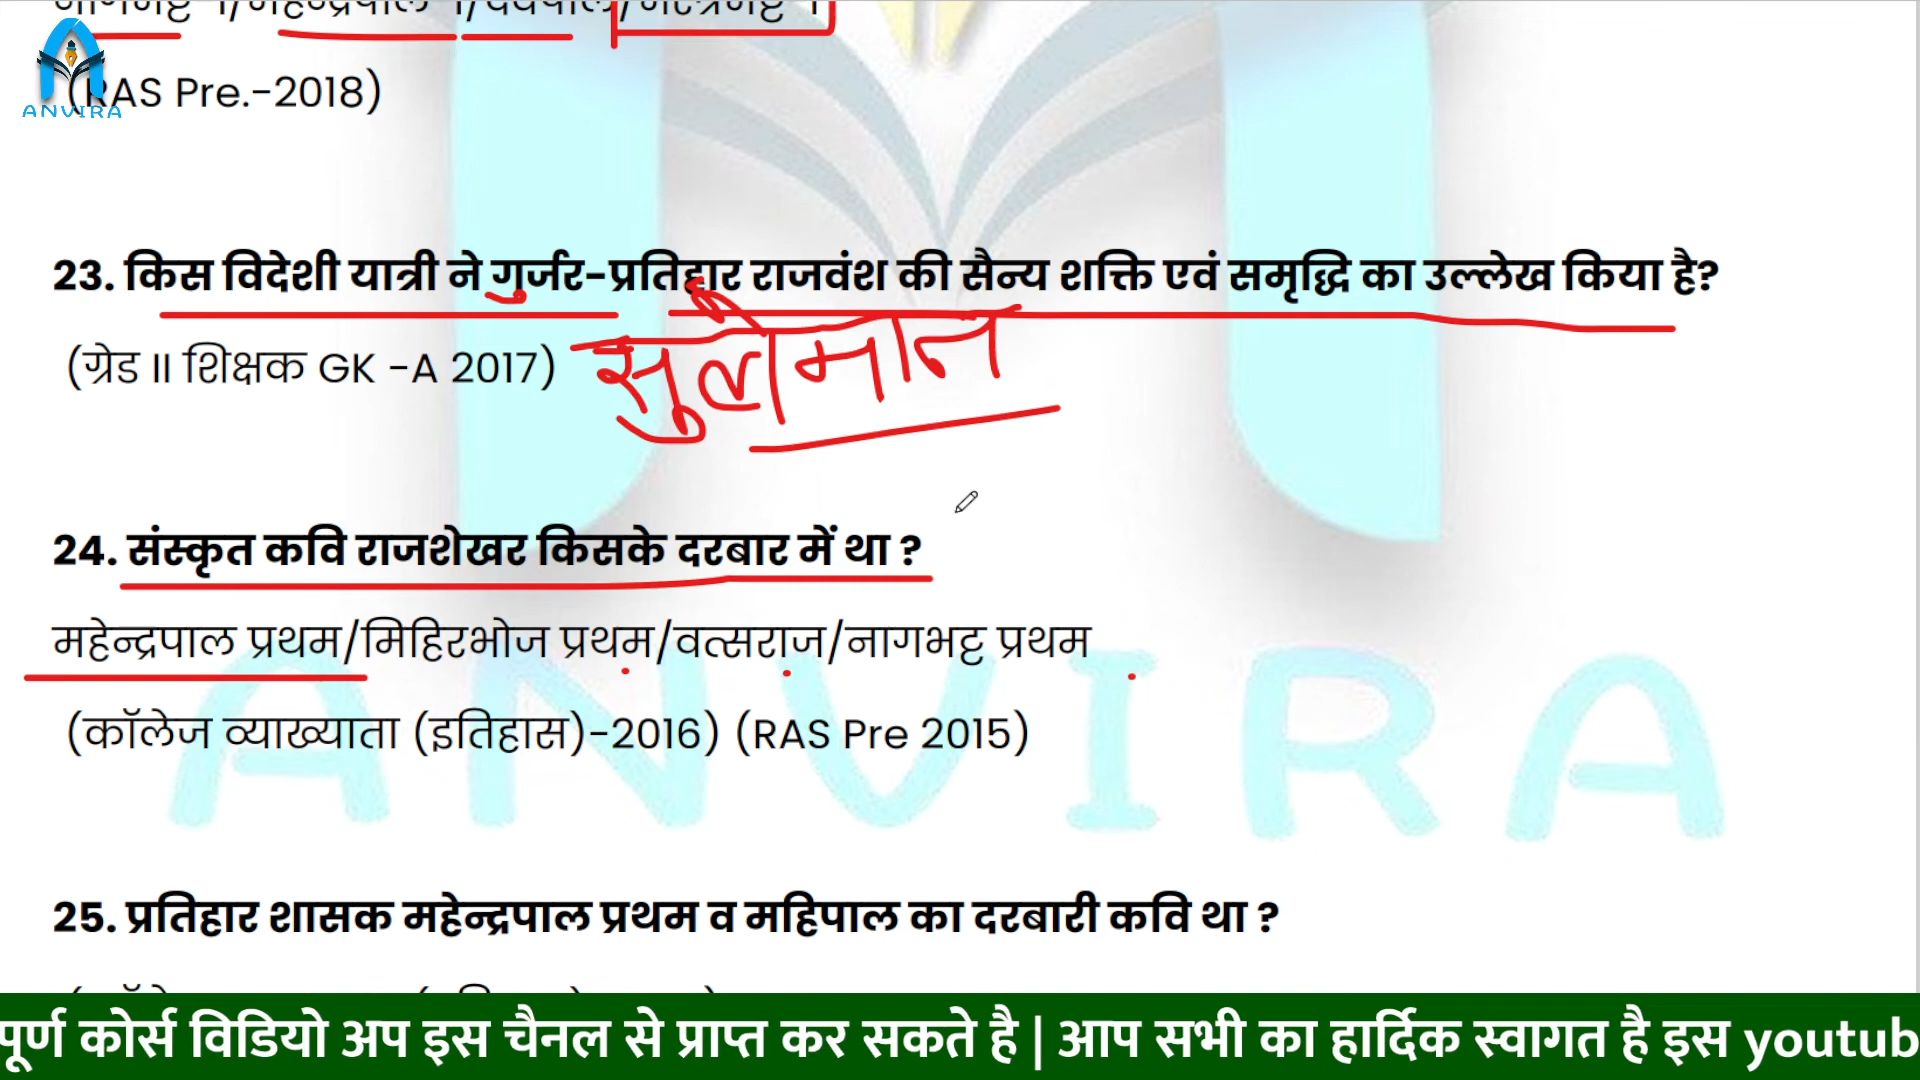 (RAS Pre.-2018)
ANVIRA
23. किस विदेशी यात्री ने गुर्जर-प्रतिहार राजवंश की सैन्य शक्ति एवं समृद्धि का उल्लेख किया है?
(ग्रेड II शिक्षक GK -A 2017) सुलेमान
24. संस्कृत कवि राजशेखर किसके दरबार में था ?
महेन्द्रपाल प्रथम/मिहिरभोज प्रथम/वत्सराज/नागभट्ट प्रथम
(कॉलेज व्याख्याता (इतिहास)-2016) (RAS Pre 2015)
ANVIRA
25. प्रतिहार शासक महेन्द्रपाल प्रथम व महिपाल का दरबारी कवि था ?
पूर्ण कोर्स विडियो अप इस चैनल से प्राप्त कर सकते है | आप सभी का हार्दिक स्वागत है इस youtub